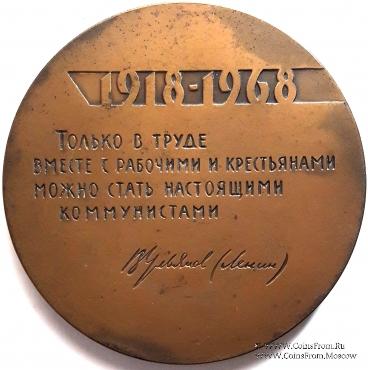 1918-1968
Только в труде
вместе с рабочими и крестьянами
можно стать настоящими
коммунистами
В Ульянов (Ленин)
www.CoinsFrom.Ru
www.CoinsFrom.Moscow